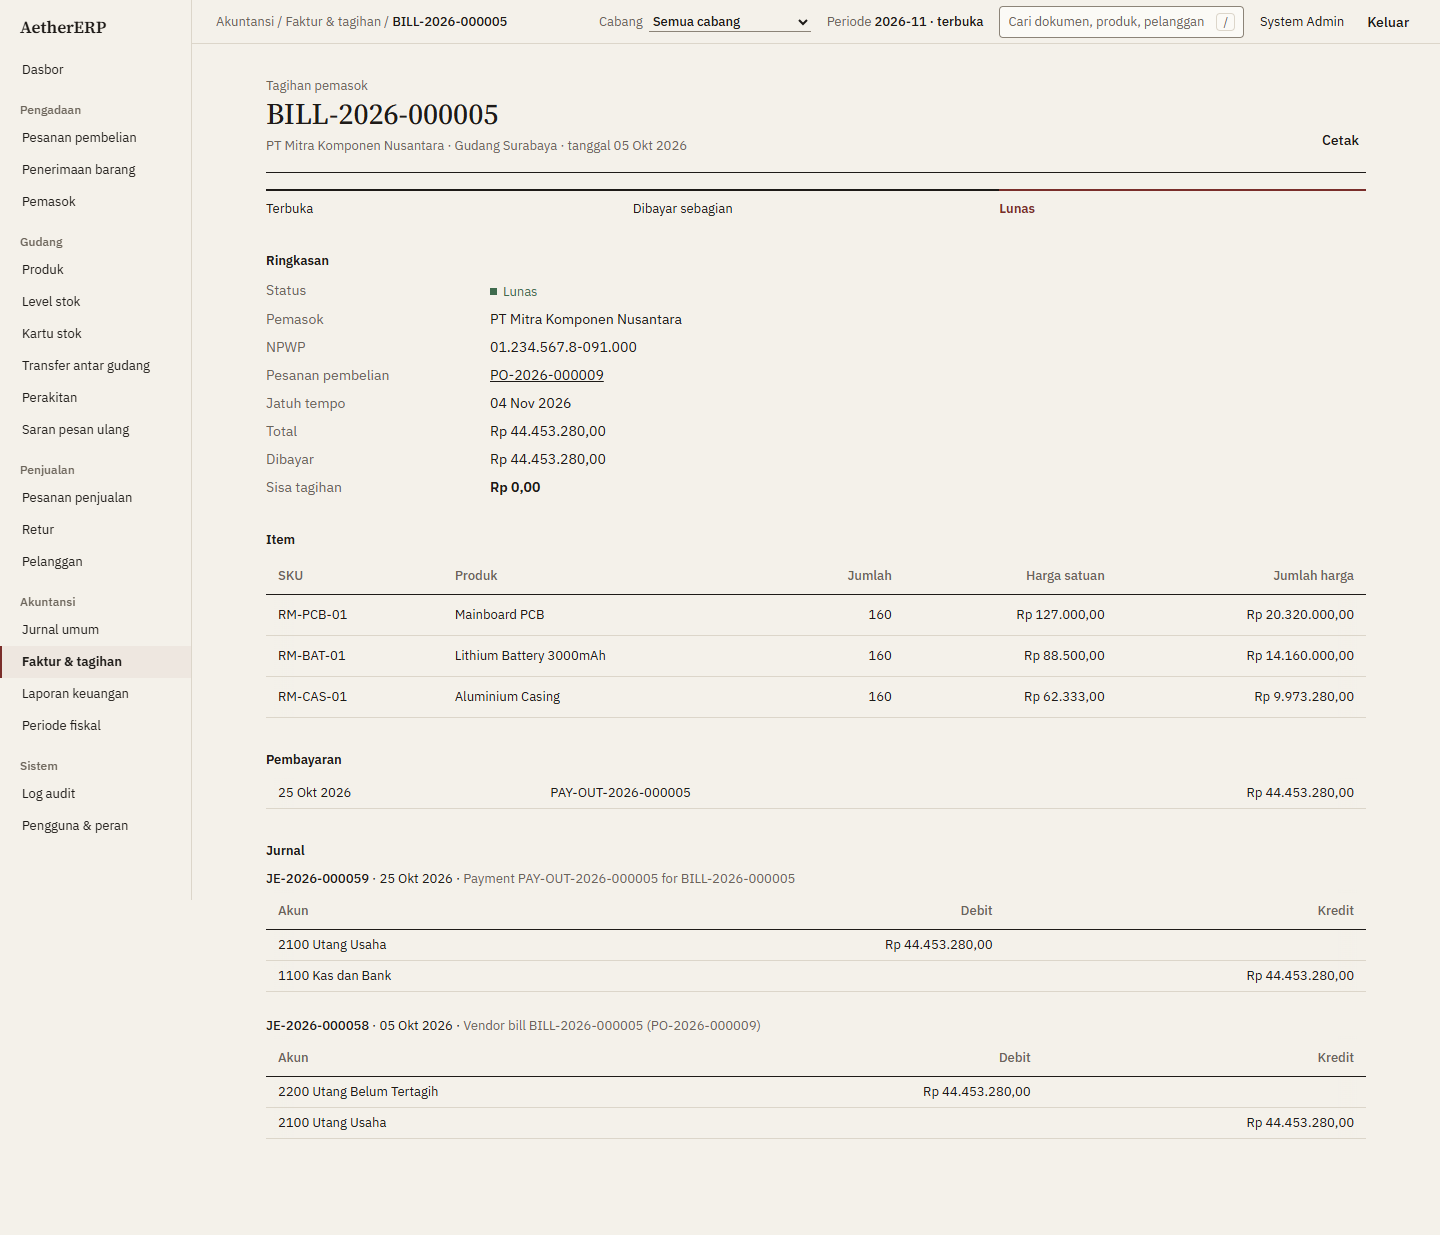 AetherERP
Dasbor
Pengadaan
Pesanan pembelian
Penerimaan barang
Pemasok
Gudang
Produk
Level stok
Kartu stok
Transfer antar gudang
Perakitan
Saran pesan ulang
Penjualan
Pesanan penjualan
Retur
Pelanggan
Akuntansi
Jurnal umum
Faktur & tagihan
Laporan keuangan
Periode fiskal
Sistem
Log audit
Pengguna & peran
Akuntansi / Faktur & tagihan / BILL-2026-000005 Cabang Semua cabang Periode 2026-11 · terbuka Cari dokumen, produk, pelanggan / System Admin Keluar
Tagihan pemasok
BILL-2026-000005
PT Mitra Komponen Nusantara · Gudang Surabaya · tanggal 05 Okt 2026 Cetak
Terbuka Dibayar sebagian Lunas
Ringkasan
Status Lunas
Pemasok PT Mitra Komponen Nusantara
NPWP 01.234.567.8-091.000
Pesanan pembelian PO-2026-000009
Jatuh tempo 04 Nov 2026
Total Rp 44.453.280,00
Dibayar Rp 44.453.280,00
Sisa tagihan Rp 0,00
Item
SKU Produk Jumlah Harga satuan Jumlah harga
RM-PCB-01 Mainboard PCB 160 Rp 127.000,00 Rp 20.320.000,00
RM-BAT-01 Lithium Battery 3000mAh 160 Rp 88.500,00 Rp 14.160.000,00
RM-CAS-01 Aluminium Casing 160 Rp 62.333,00 Rp 9.973.280,00
Pembayaran
25 Okt 2026 PAY-OUT-2026-000005 Rp 44.453.280,00
Jurnal
JE-2026-000059 · 25 Okt 2026 · Payment PAY-OUT-2026-000005 for BILL-2026-000005
Akun Debit Kredit
2100 Utang Usaha Rp 44.453.280,00
1100 Kas dan Bank Rp 44.453.280,00
JE-2026-000058 · 05 Okt 2026 · Vendor bill BILL-2026-000005 (PO-2026-000009)
Akun Debit Kredit
2200 Utang Belum Tertagih Rp 44.453.280,00
2100 Utang Usaha Rp 44.453.280,00